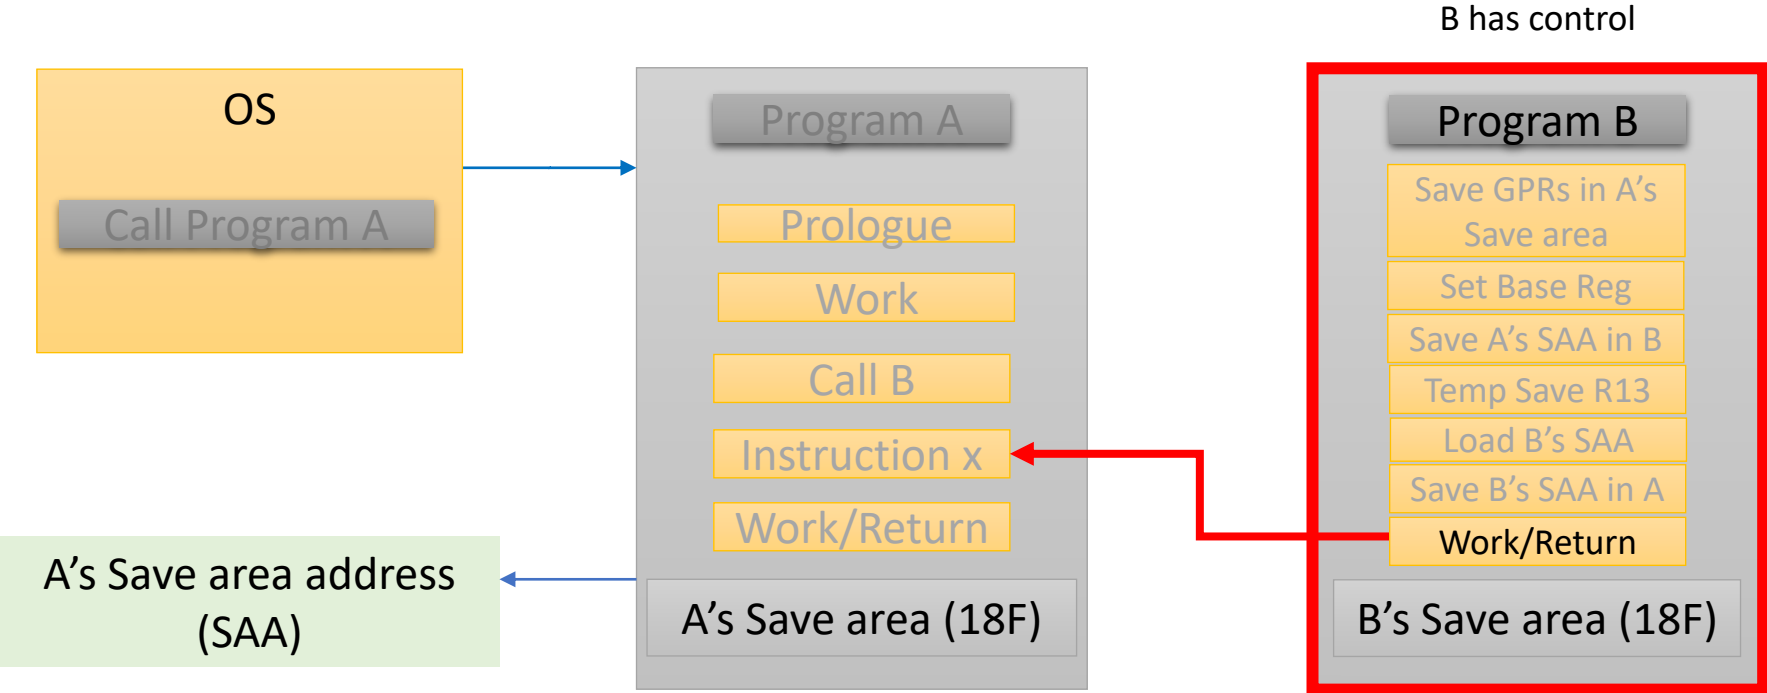 B has control
OS
Call Program A
Program A
Prologue
Work
Call B
Instruction x
Work/Return
A’s Save area (18F)
A’s Save area address
(SAA)
Program B
Save GPRs in A’s
Save area
Set Base Reg
Save A’s SAA in B
Temp Save R13
Load B’s SAA
Save B’s SAA in A
Work/Return
B’s Save area (18F)